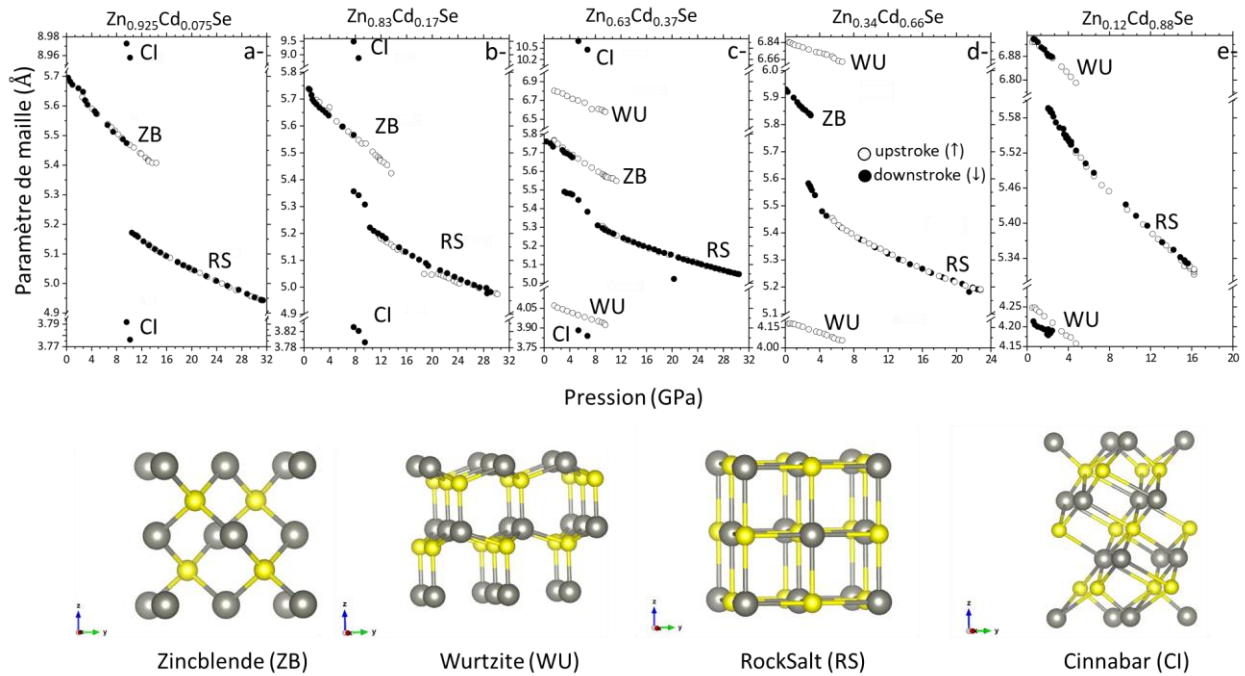 Zn0.925Cd0.075Se Zn0.83Cd0.17Se Zn0.63Cd0.37Se Zn0.34Cd0.66Se Zn0.12Cd0.88Se
a- b- c- d- e-
Paramètre de maille (Å)
8.98
8.96
5.7
5.6
5.5
5.4
5.3
5.2
5.1
5.0
4.9
3.79
3.77
0 4 8 12 16 20 24 28 32
CI
ZB
RS
CI
9.5
9.0
5.8
5.7
5.6
5.5
5.4
5.3
5.2
5.1
5.0
4.9
3.82
3.78
0 4 8 12 16 20 24 28 32
CI
ZB
RS
CI
10.5
10.2
6.9
6.5
5.8
5.7
5.6
5.5
5.4
5.3
5.2
5.1
5.0
4.05
3.90
0 4 8 12 16 20 24 28 32
CI
WU
ZB
RS
WU
CI
6.84
6.78
6.0
5.9
5.8
5.7
5.6
5.5
5.4
5.3
5.2
5.1
4.15
4.00
0 4 8 12 16 20 24
WU
ZB
upstroke (↑)
downstroke (↓)
RS
WU
6.88
6.80
5.58
5.52
5.46
5.40
5.34
4.25
4.20
4.15
0 4 8 12 16 20
WU
RS
WU
Pression (GPa)
z y z y z y z y
Zincblende (ZB) Wurtzite (WU) RockSalt (RS) Cinnabar (CI)